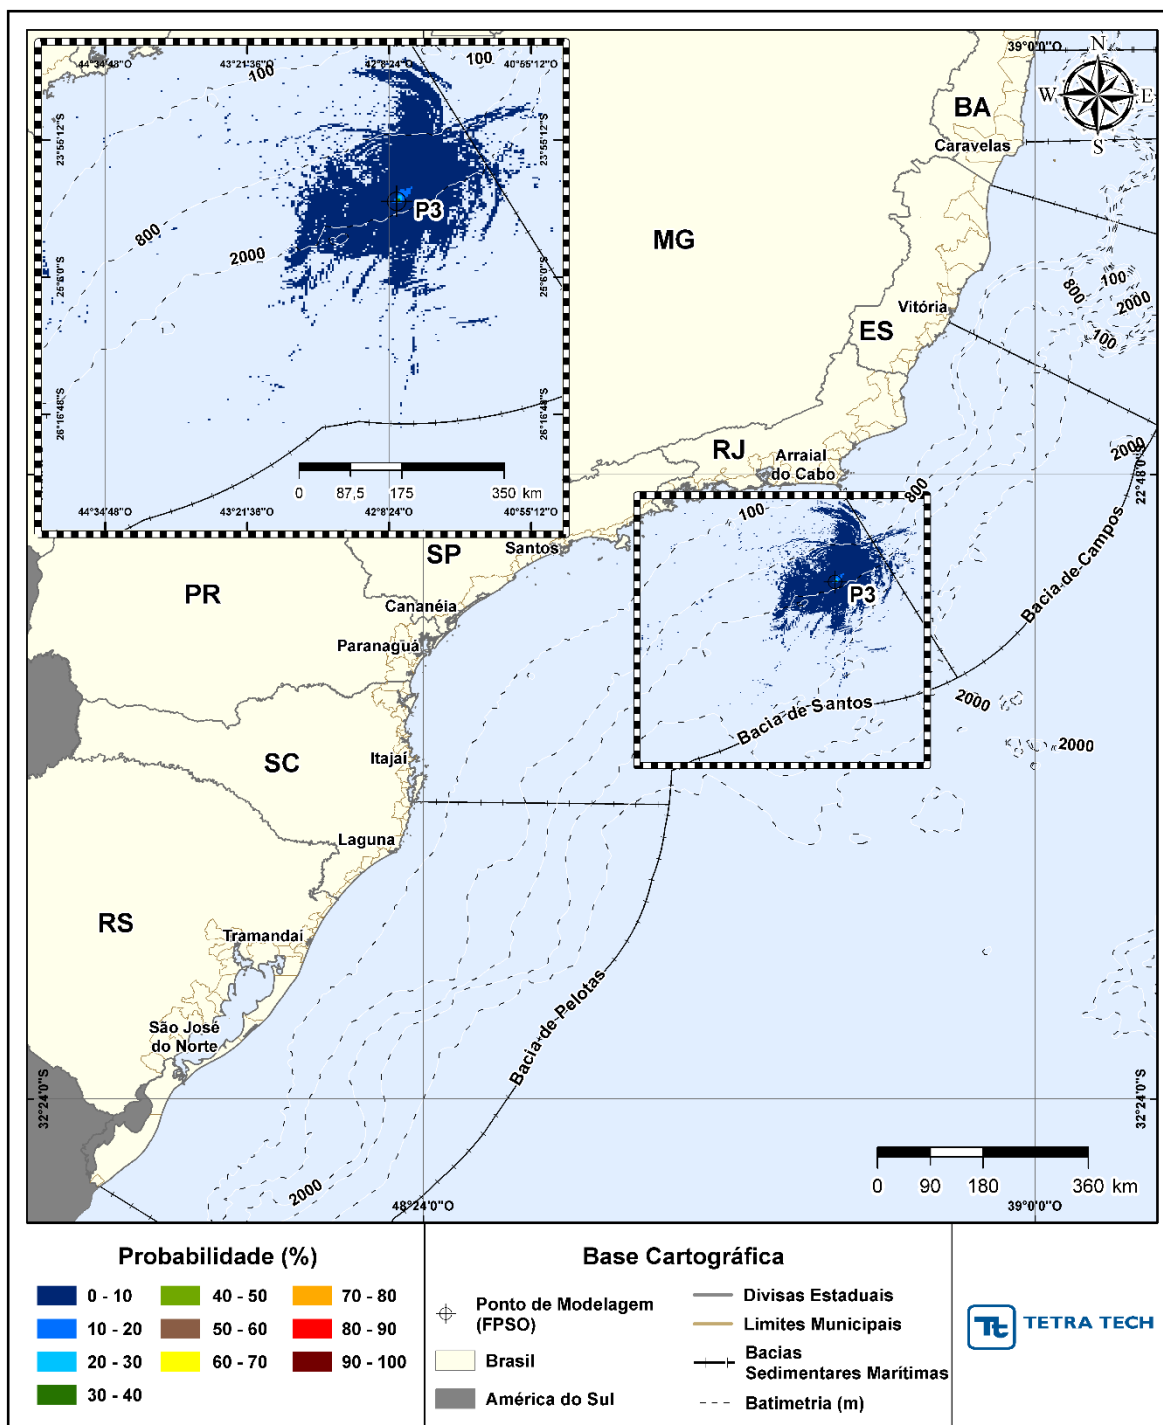 44°34'48"O
43°21'36"O
42°8'24"O
40°55'12"O
100
100
23°55'12"S
23°55'12"S
800
P3
2000
25°6'0"S
25°6'0"S
26°16'48"S
26°16'48"S
0 87,5 175 350 km
44°34'48"O
43°21'36"O
42°8'24"O
40°55'12"O
39°0'0"O
N
W E
S
BA
Caravelas
MG
800
100
2000
100
Vitória
ES
RJ
Arraial
do Cabo
2000
22°48'0"S
800
100
P3
Bacia de Campos
Santos
SP
PR
Cananéia
Paranaguá
Bacia de Santos
2000
2000
SC
Itajaí
Laguna
RS
Tramandaí
Bacia de Pelotas
São José
do Norte
32°24'0"S
32°24'0"S
2000
48°24'0"O
39°0'0"O
0 90 180 360 km
Probabilidade (%)
0 - 10
10 - 20
20 - 30
30 - 40
40 - 50
50 - 60
60 - 70
70 - 80
80 - 90
90 - 100
Base Cartográfica
Ponto de Modelagem
(FPSO)
Brasil
América do Sul
Divisas Estaduais
Limites Municipais
Bacias
Sedimentares Marítimas
Batimetria (m)
Tt
TETRA TECH